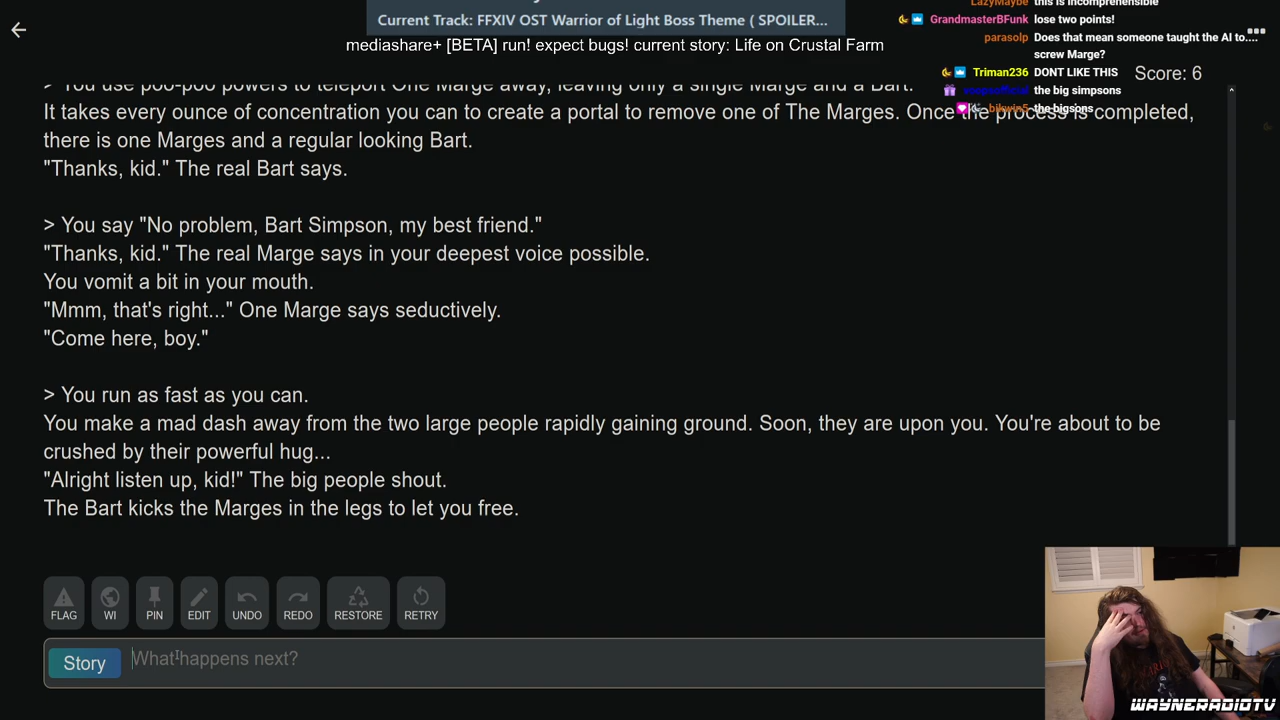 Current Track: FFXIV OST Warrior of Light Boss Theme ( SPOILER...
mediashare+ [BETA] run! expect bugs! current story: Life on Crustal Farm
LazyMaybe this is incomprehensible
GrandmasterBFunk lose two points!
parasolp Does that mean someone taught the AI to....
screw Marge?
Triman236 DONT LIKE THIS
the big simpsons
bikwin5 the bigsons
Score: 6
> You use poo-poo powers to teleport One Marge away, leaving only a single Marge and a Bart.
It takes every ounce of concentration you can to create a portal to remove one of The Marges. Once the process is completed,
there is one Marges and a regular looking Bart.
"Thanks, kid." The real Bart says.
> You say "No problem, Bart Simpson, my best friend."
"Thanks, kid." The real Marge says in your deepest voice possible.
You vomit a bit in your mouth.
"Mmm, that's right..." One Marge says seductively.
"Come here, boy."
> You run as fast as you can.
You make a mad dash away from the two large people rapidly gaining ground. Soon, they are upon you. You're about to be
crushed by their powerful hug...
"Alright listen up, kid!" The big people shout.
The Bart kicks the Marges in the legs to let you free.
FLAG WI PIN EDIT UNDO REDO RESTORE RETRY
Story What happens next?
WAYNERADIOTV